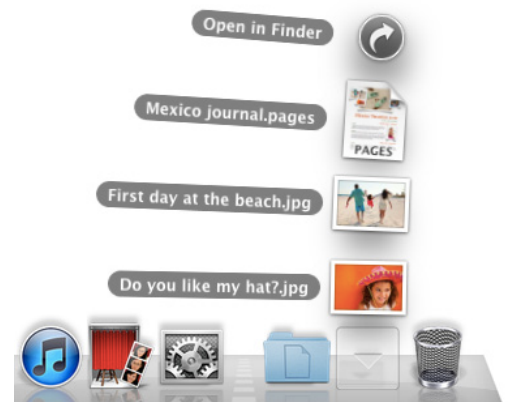 Open in Finder
Mexico journal.pages
PAGES
First day at the beach.jpg
Do you like my hat?.jpg